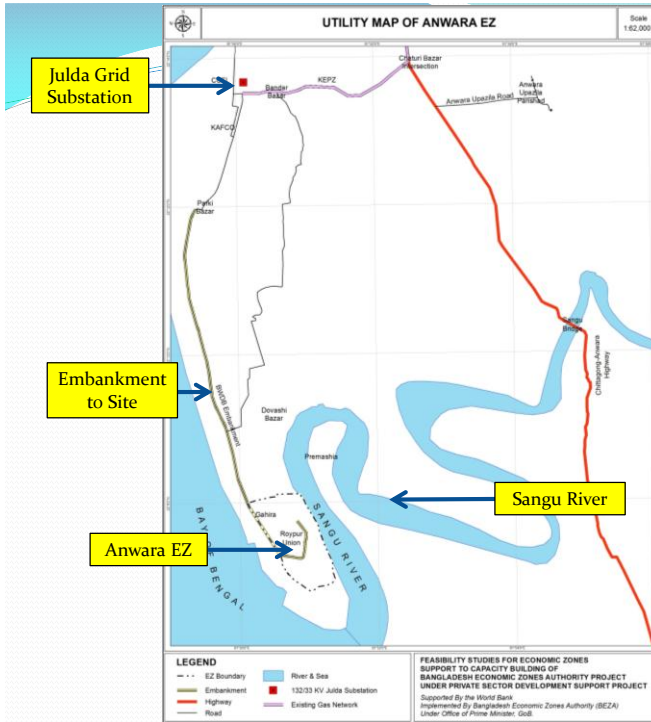 UTILITY MAP OF ANWARA EZ
Scale
1:62,000
Julda Grid
Substation
KEPZ
Bandar
Bazar
KAFCO
Chaturi Bazar
Intersection
Anwara Upazila Road
Anwara
Upazila
Parishad
Parki
Bazar
Sangu
Bridge
Chittagong-Anwara
Highway
Embankment
to Site
BWDB Embankment
Dovashi
Bazar
Premashia
Sangu River
Gahira
Roypur
Union
Anwara EZ
SANGU RIVER
BAY OF BENGAL
LEGEND
EZ Boundary
Embankment
Highway
Road
River & Sea
132/33 KV Julda Substation
Existing Gas Network
FEASIBILITY STUDIES FOR ECONOMIC ZONES
SUPPORT TO CAPACITY BUILDING OF
BANGLADESH ECONOMIC ZONES AUTHORITY PROJECT
UNDER PRIVATE SECTOR DEVELOPMENT SUPPORT PROJECT
Supported By the World Bank
Implemented By Bangladesh Economic Zones Authority (BEZA)
Under Office of Prime Minister, GoB.